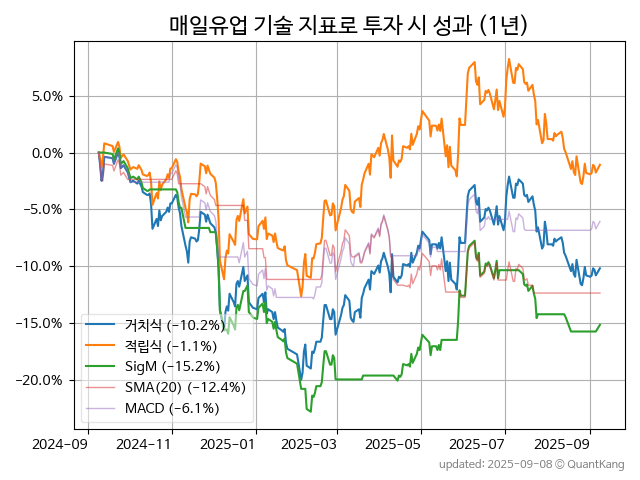 매일유업 기술 지표로 투자 시 성과 (1년)
5.0%
0.0%
−5.0%
−10.0%
−15.0%
−20.0%
거치식 (−10.2%)
적립식 (−1.1%)
SigM (−15.2%)
SMA(20) (−12.4%)
MACD (−6.1%)
2024-09 2024-11 2025-01 2025-03 2025-05 2025-07 2025-09
updated: 2025-09-08 © QuantKang